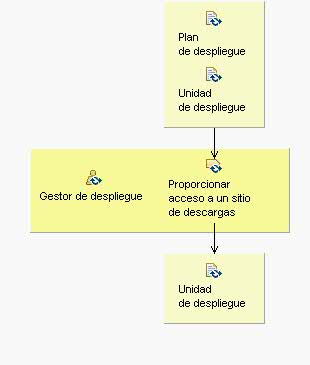 Plan
de despliegue
Unidad
de despliegue
Gestor de despliegue
Proporcionar
acceso a un sitio
de descargas
Unidad
de despliegue